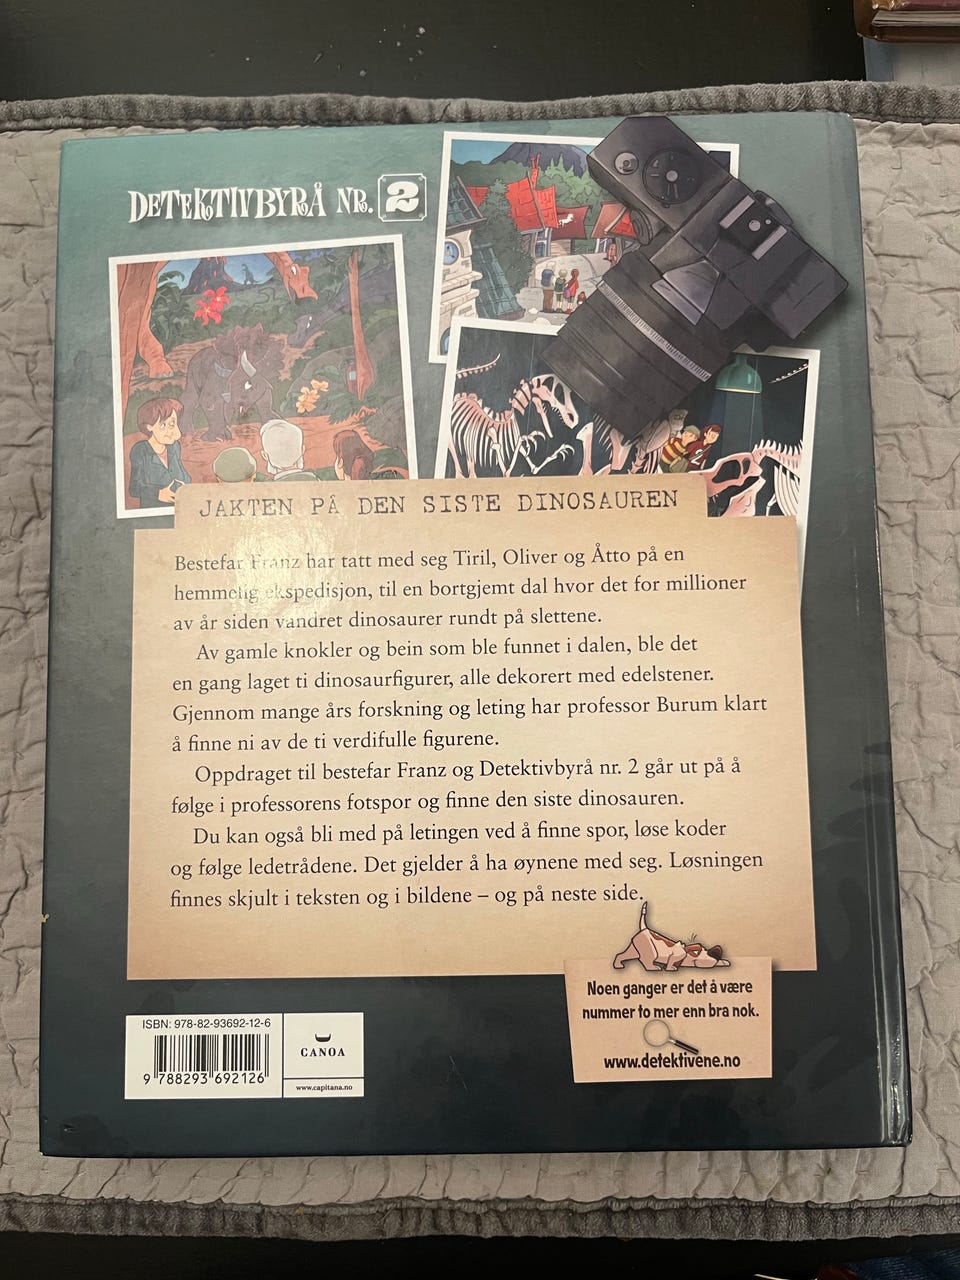 DETEKTIVBYRÅ NR. 2
JAKTEN PÅ DEN SISTE DINOSAUREN
Bestefar Franz har tatt med seg Tiril, Oliver og Åtto på en
hemmelig ekspedisjon, til en bortgjemt dal hvor det for millioner
av år siden vandret dinosaurer rundt på slettene.
Av gamle knokler og bein som ble funnet i dalen, ble det
en gang laget ti dinosaurfigurer, alle dekorert med edelstener.
Gjennom mange års forskning og leting har professor Burum klart
å finne ni av de ti verdifulle figurene.
Oppdraget til bestefar Franz og Detektivbyrå nr. 2 går ut på å
følge i professorens fotspor og finne den siste dinosauren.
Du kan også bli med på letingen ved å finne spor, løse koder
og følge ledetrådene. Det gjelder å ha øynene med seg. Løsningen
finnes skjult i teksten og i bildene – og på neste side.
Noen ganger er det å være
nummer to mer enn bra nok.
www.detektivene.no
ISBN: 978-82-93692-12-6
9 788293 692126
CANOA
www.capitana.no